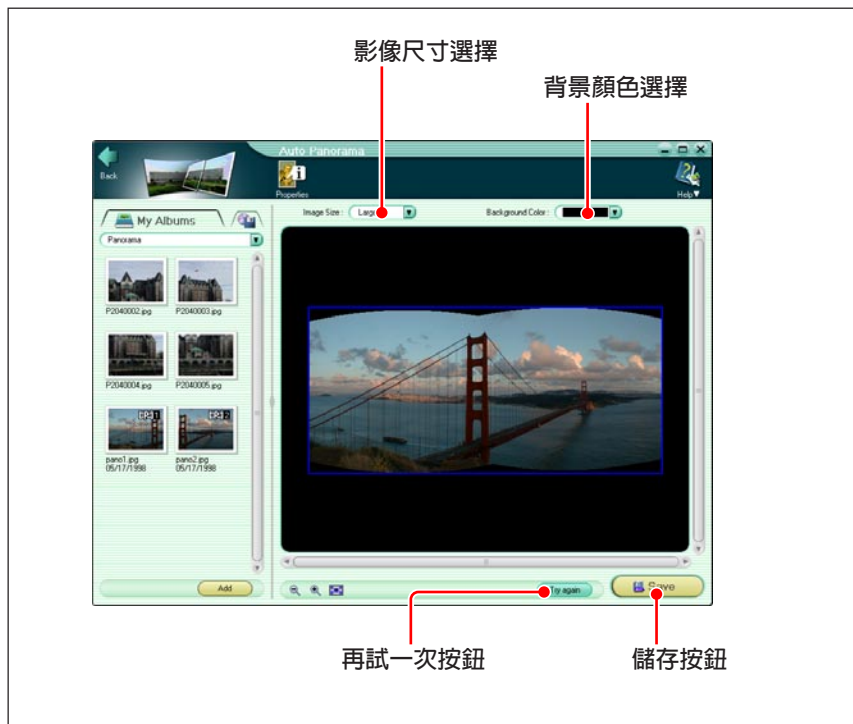 影像尺寸選擇
背景顏色選擇
Auto Panorama
Back
Properties
Help
My Albums
Image Size : Large
Background Color :
Panorama
P2040002.jpg P2040003.jpg
P2040004.jpg P2040005.jpg
pano1.jpg pano2.jpg
05/17/1998 05/17/1998
Add
Try again
Save
再試一次按鈕
儲存按鈕